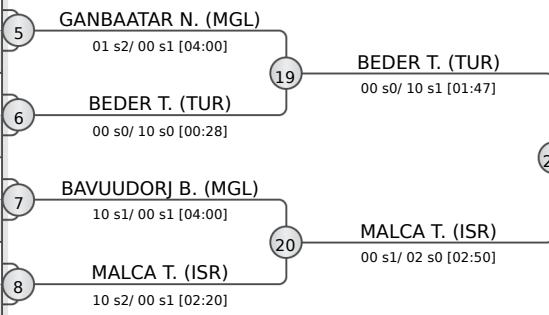 5
GANBAATAR N. (MGL)
01 s2/ 00 s1 [04:00]
19
BEDER T. (TUR)
00 s0/ 10 s1 [01:47]
6
BEDER T. (TUR)
00 s0/ 10 s0 [00:28]
7
BAVUUDORJ B. (MGL)
10 s1/ 00 s1 [04:00]
20
MALCA T. (ISR)
00 s1/ 02 s0 [02:50]
8
MALCA T. (ISR)
10 s2/ 00 s1 [02:20]